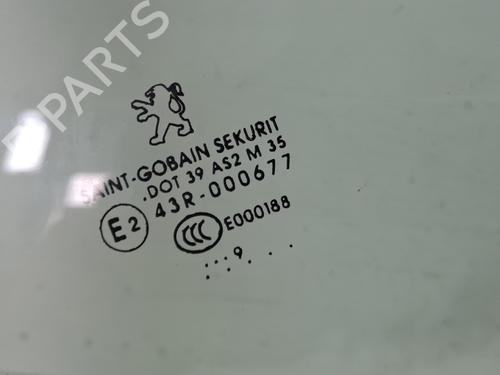 B PARTS
SAINT-GOBAIN SEKURIT
.DOT 39 AS2 M 35
43R-000677
E2
CCC E000188
..:9. . .